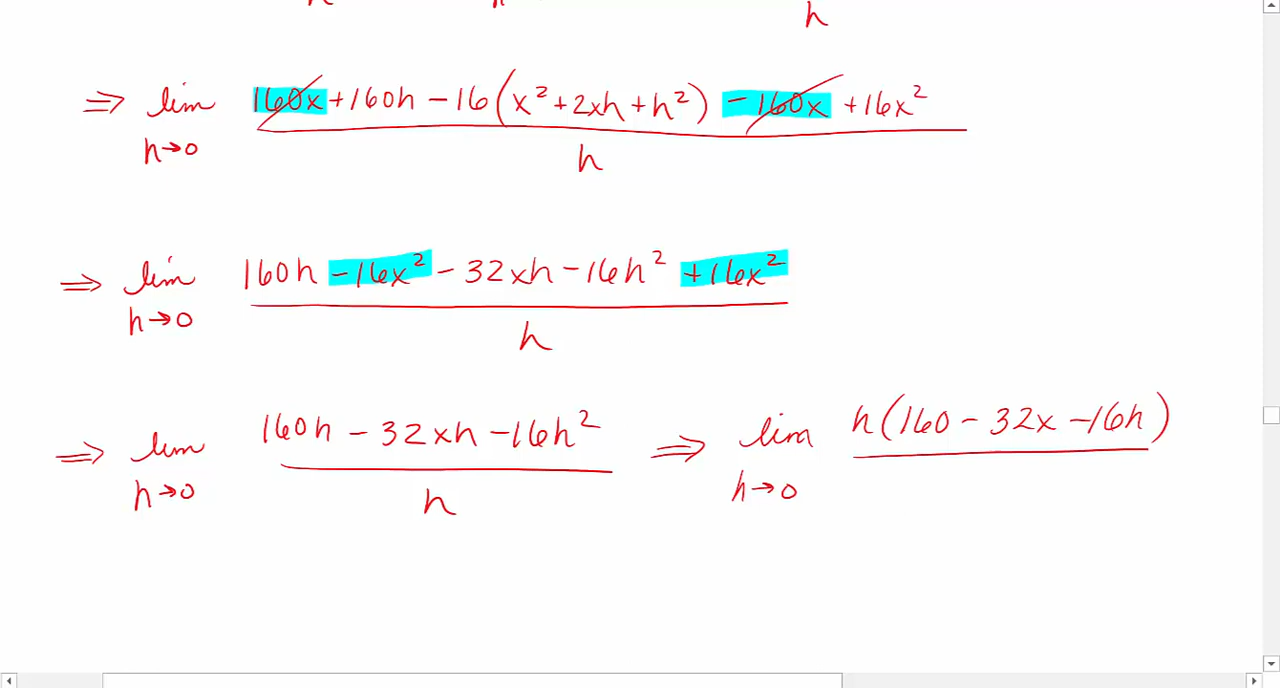 h h h
⇒ lim h→0 160x + 160h − 16(x² + 2xh + h²) − 160x + 16x²
h
⇒ lim h→0 160h − 16x² − 32xh − 16h² + 16x²
h
⇒ lim h→0 160h − 32xh − 16h² ⇒ lim h→0 h(160 − 32x − 16h)
h